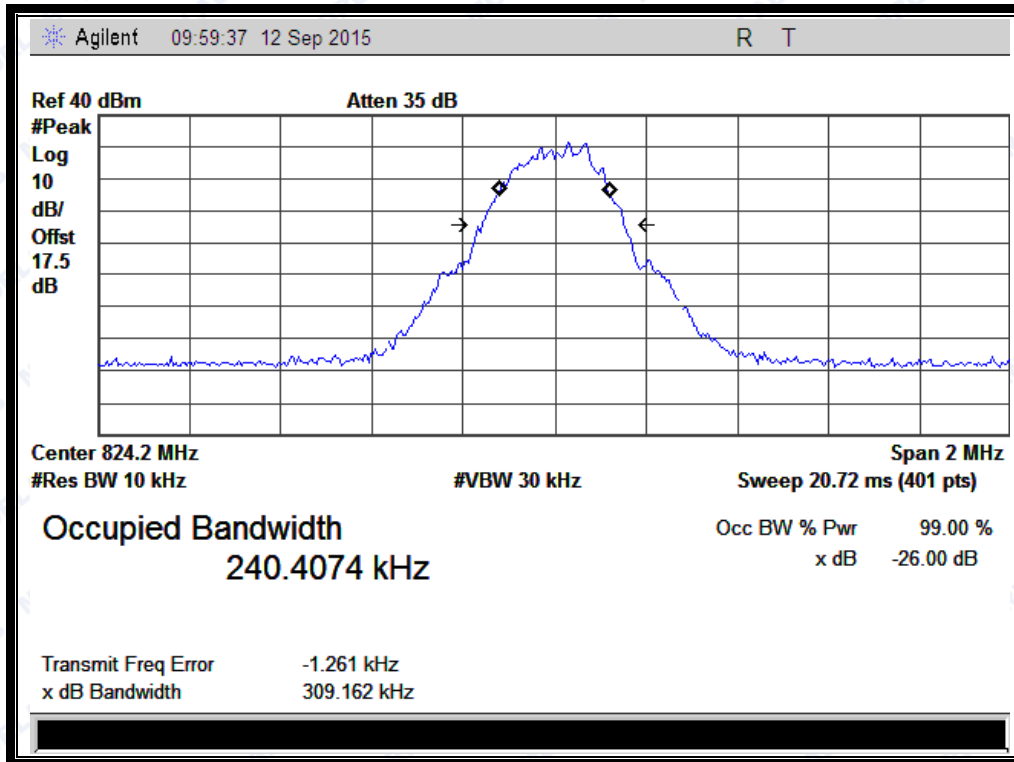 Agilent 09:59:37 12 Sep 2015 R T
Ref 40 dBm Atten 35 dB
#Peak
Log
10
dB/
Offst
17.5
dB
Center 824.2 MHz Span 2 MHz
#Res BW 10 kHz #VBW 30 kHz Sweep 20.72 ms (401 pts)
Occupied Bandwidth Occ BW % Pwr 99.00 %
240.4074 kHz x dB -26.00 dB
Transmit Freq Error -1.261 kHz
x dB Bandwidth 309.162 kHz